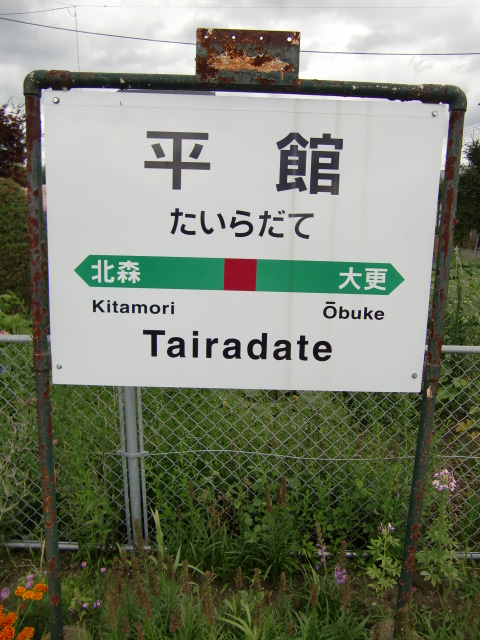 平 館
たいらだて
北森 大更
Kitamori Ōbuke
Tairadate